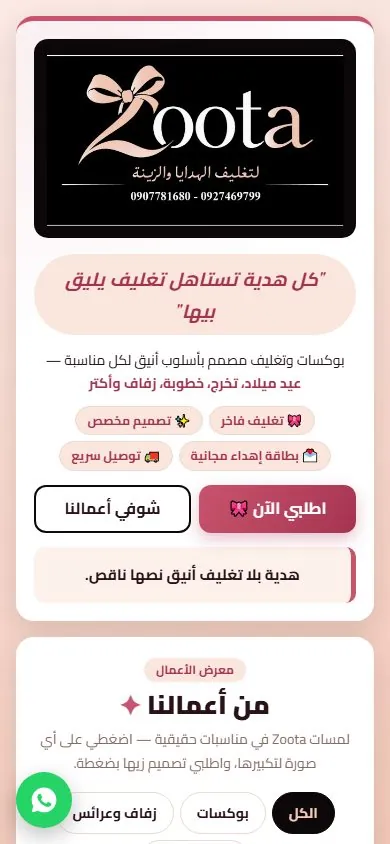 Zoota
لتغليف الهدايا والزينة
0907781680 - 0927469799
"كل هدية تستاهل تغليف يليق
بيها"
بوكسات وتغليف مصمم بأسلوب أنيق لكل مناسبة —
عيد ميلاد، تخرج، خطوبة، زفاف وأكتر
🎀 تغليف فاخر
✨ تصميم مخصص
💌 بطاقة إهداء مجانية
🚚 توصيل سريع
اطلبي الآن 🎀
شوفي أعمالنا
هدية بلا تغليف أنيق نصها ناقص.
معرض الأعمال
من أعمالنا ✦
لمسات Zoota في مناسبات حقيقية — اضغطي على أي
صورة لتكبيرها، واطلبي تصميم زيها بضغطة.
الكل
بوكسات
زفاف وعرائس